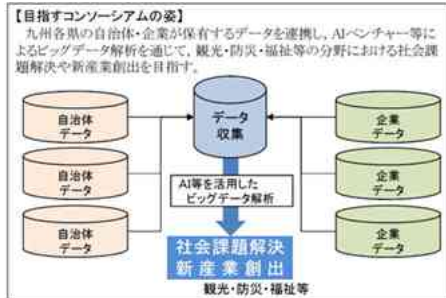 【目指すコンソーシアムの姿】
九州各県の自治体・企業が保有するデータを連携し、AIベンチャー等に
よるビッグデータ解析を通じて、観光・防災・福祉等の分野における社会課
題解決や新産業創出を目指す。
自治体
データ
データ
収集
企業
データ
自治体
データ
企業
データ
AI等を活用した
ビッグデータ解析
自治体
データ
企業
データ
社会課題解決
新産業創出
観光・防災・福祉等